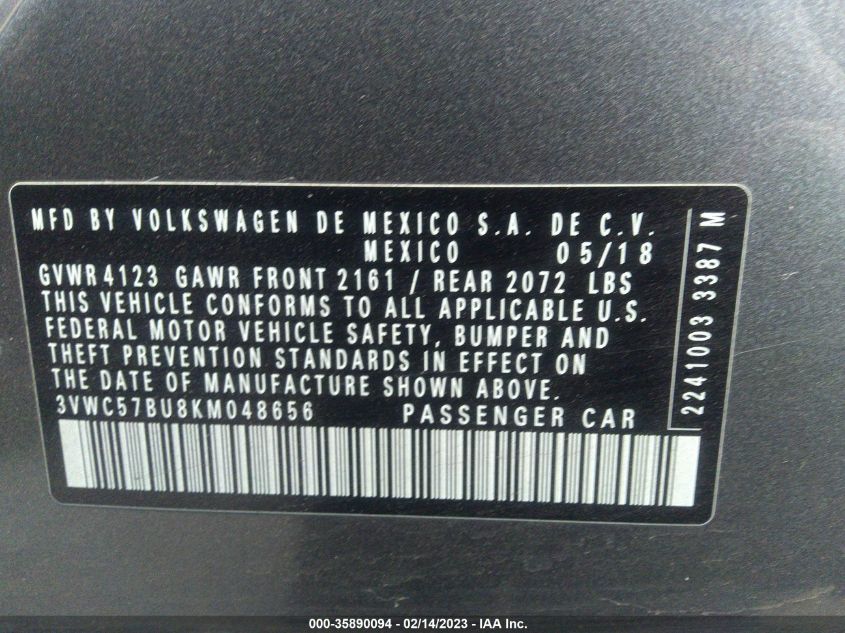 MFD BY VOLKSWAGEN DE MEXICO S.A. DE C.V.
MEXICO 05/18
GVWR 4123 GAWR FRONT 2161 / REAR 2072 LBS
THIS VEHICLE CONFORMS TO ALL APPLICABLE U.S.
FEDERAL MOTOR VEHICLE SAFETY, BUMPER AND
THEFT PREVENTION STANDARDS IN EFFECT ON
THE DATE OF MANUFACTURE SHOWN ABOVE.
3VWC57BU8KM048656 PASSENGER CAR
2241003 3387 M
000-35890094 - 02/14/2023 - IAA Inc.